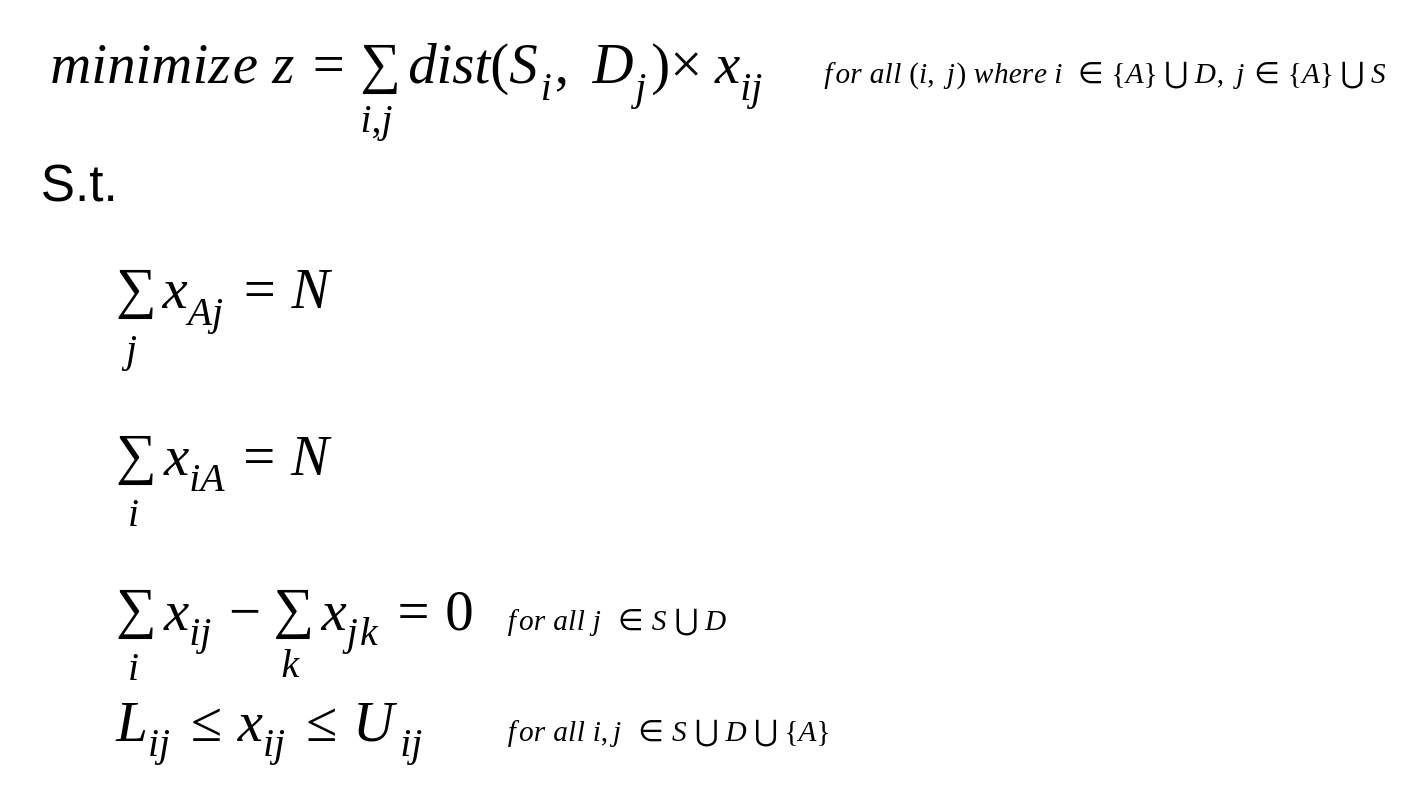 minimize z = ∑_{i,j} dist(S_i, D_j) × x_{ij} for all (i, j) where i ∈ {A} ⋃ D, j ∈ {A} ⋃ S
S.t.
∑_j x_{Aj} = N
∑_i x_{iA} = N
∑_i x_{ij} − ∑_k x_{jk} = 0 for all j ∈ S ⋃ D
L_{ij} ≤ x_{ij} ≤ U_{ij} for all i,j ∈ S ⋃ D ⋃ {A}